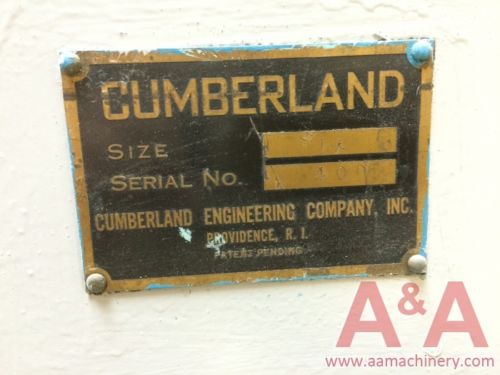 CUMBERLAND
SIZE
SERIAL No.
CUMBERLAND ENGINEERING COMPANY, INC.
PROVIDENCE, R. I.
PATENT PENDING
A&A
www.aamachinery.com